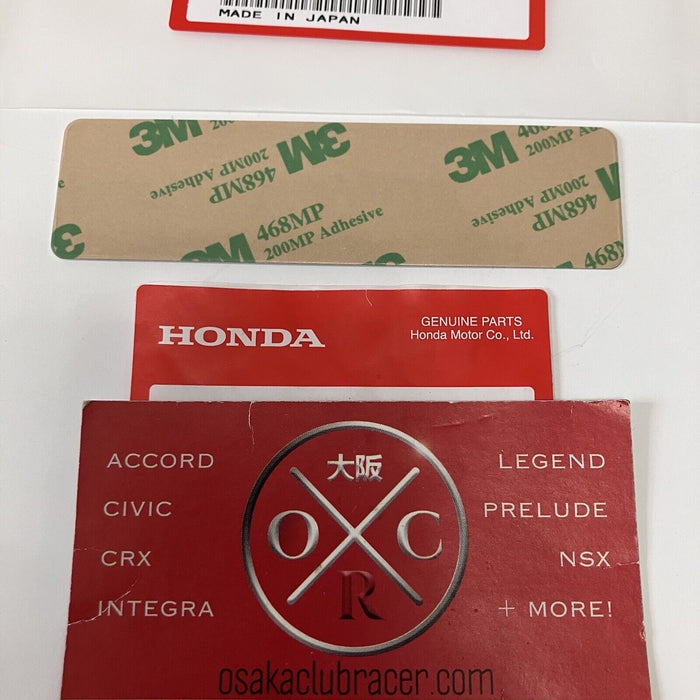 MADE IN JAPAN
3M
3M
3M
468MP
200MP Adhesive
200MP Adhesive
468MP
200MP Adhesive
468MP
3M
468MP
200MP Adhesive
HONDA
GENUINE PARTS
Honda Motor Co., Ltd.
大阪
O C
R
ACCORD
CIVIC
CRX
INTEGRA
LEGEND
PRELUDE
NSX
+ MORE!
osakaclubracer.com